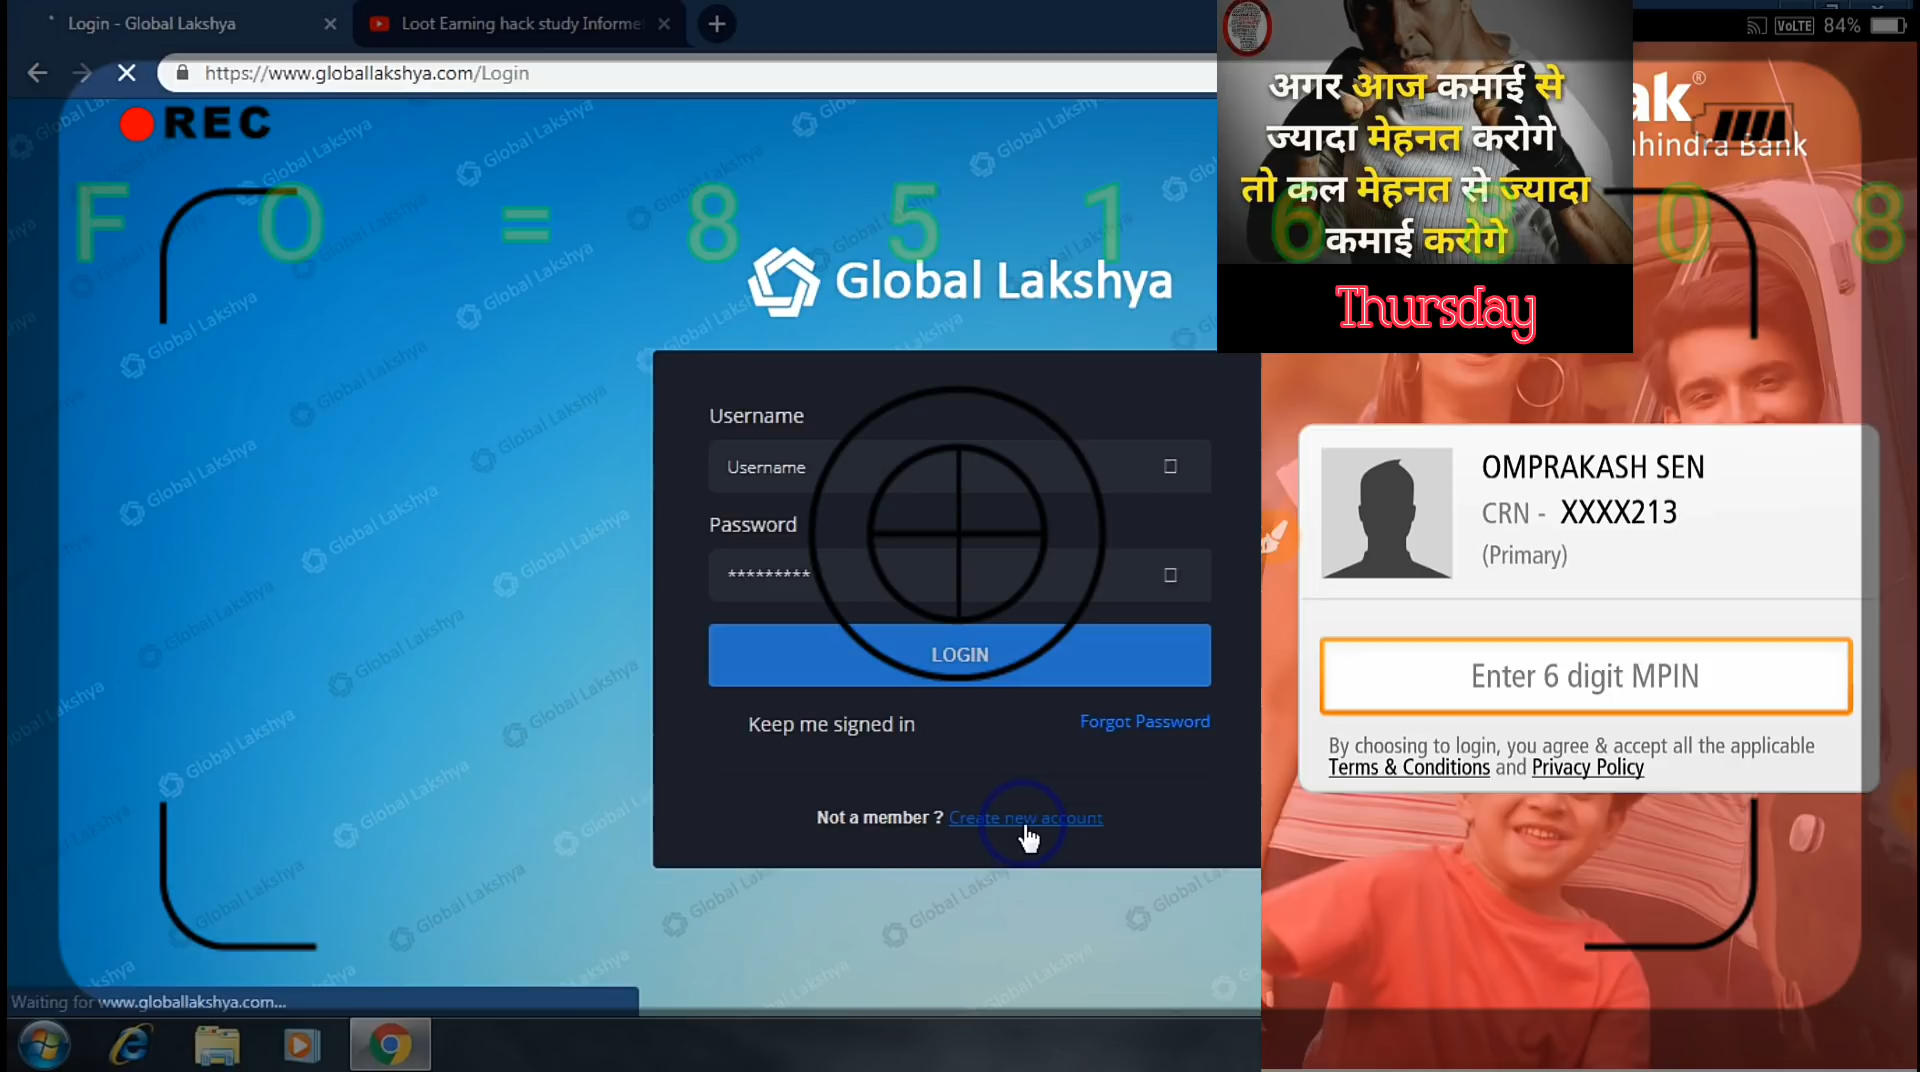 Login - Global Lakshya
Loot Earning hack study Informe
https://www.globallakshya.com/Login
VoLTE 84%
REC
अगर आज कमाई से
ज्यादा मेहनत करोगे
तो कल मेहनत से ज्यादा
कमाई करोगे
Thursday
ak®
hindra Bank
F O = 8 5 1 6 0 8
Global Lakshya
Username
Username
Password
*********
LOGIN
Keep me signed in
Forgot Password
Not a member ? Create new account
OMPRAKASH SEN
CRN - XXXX213
(Primary)
Enter 6 digit MPIN
By choosing to login, you agree & accept all the applicable
Terms & Conditions and Privacy Policy
Waiting for www.globallakshya.com...